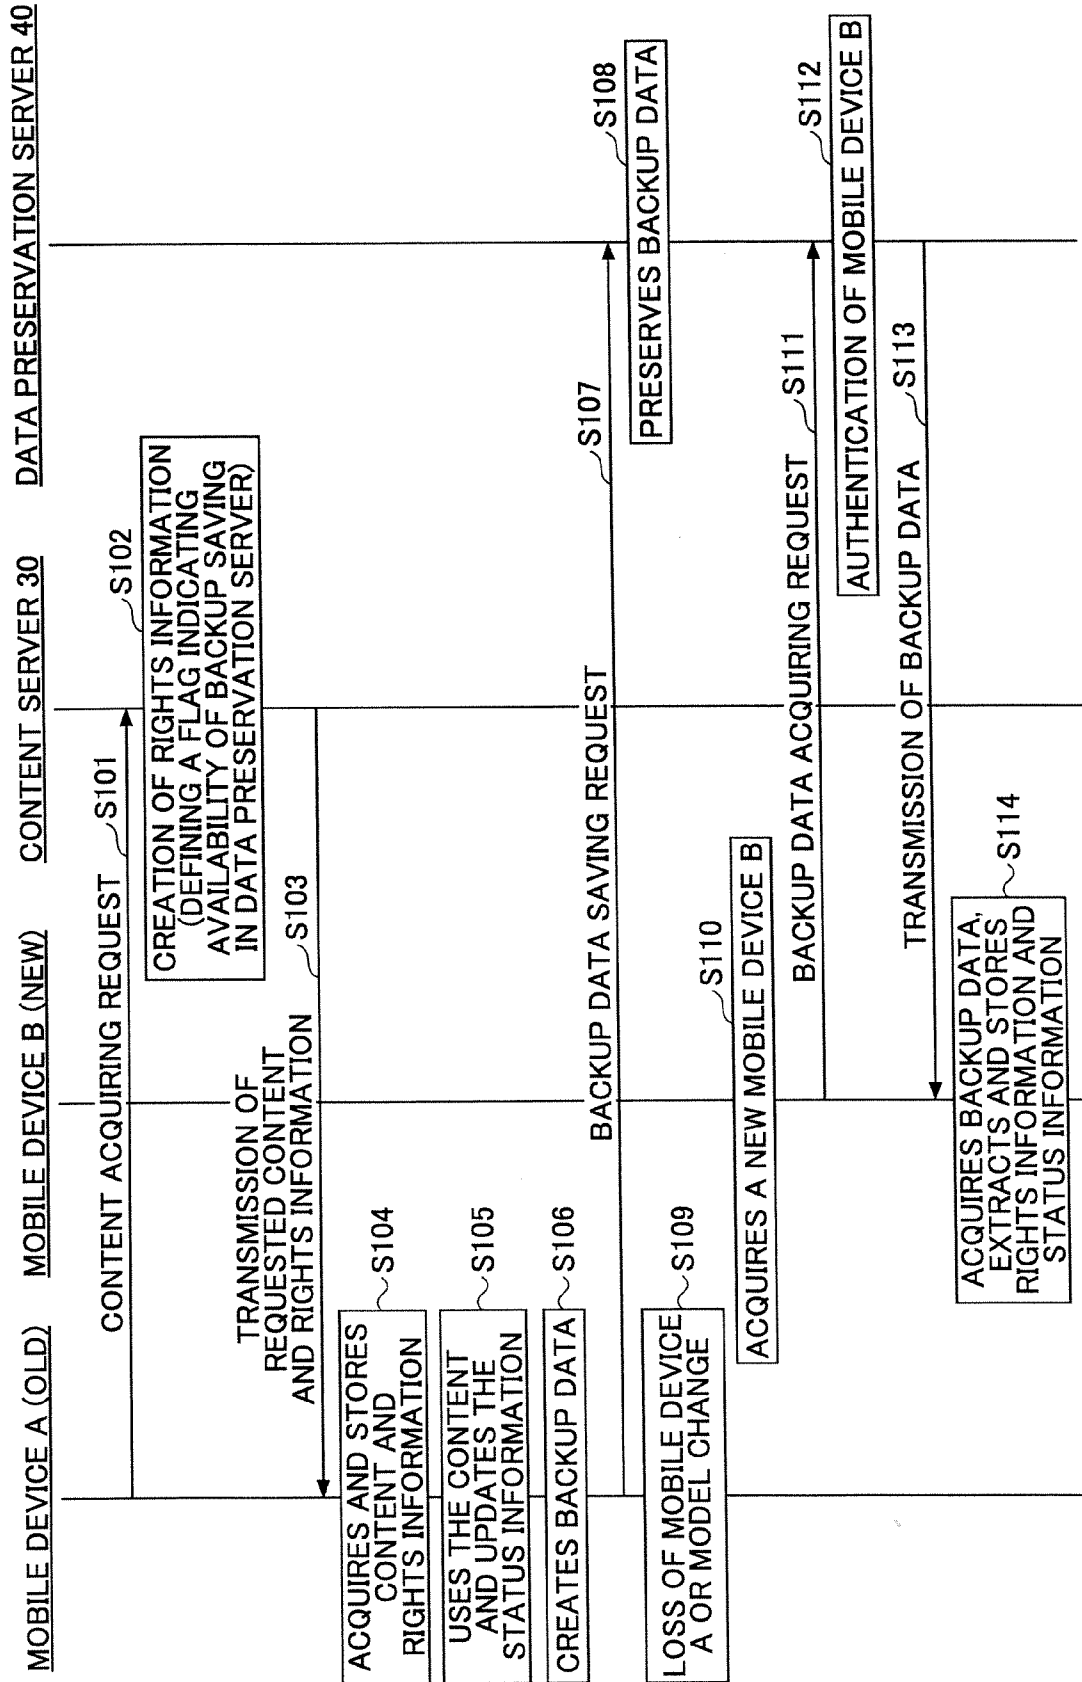 MOBILE DEVICE A (OLD)
MOBILE DEVICE B (NEW)
CONTENT SERVER 30
DATA PRESERVATION SERVER 40
CONTENT ACQUIRING REQUEST
S101
S102
CREATION OF RIGHTS INFORMATION
(DEFINING A FLAG INDICATING
AVAILABILITY OF BACKUP SAVING
IN DATA PRESERVATION SERVER)
TRANSMISSION OF
REQUESTED CONTENT
AND RIGHTS INFORMATION
S103
S104
ACQUIRES AND STORES
CONTENT AND
RIGHTS INFORMATION
S105
USES THE CONTENT
AND UPDATES THE
STATUS INFORMATION
S106
CREATES BACKUP DATA
BACKUP DATA SAVING REQUEST
S107
S108
PRESERVES BACKUP DATA
S109
LOSS OF MOBILE DEVICE
A OR MODEL CHANGE
S110
ACQUIRES A NEW MOBILE DEVICE B
BACKUP DATA ACQUIRING REQUEST
S111
S112
AUTHENTICATION OF MOBILE DEVICE B
TRANSMISSION OF BACKUP DATA
S113
S114
ACQUIRES BACKUP DATA,
EXTRACTS AND STORES
RIGHTS INFORMATION AND
STATUS INFORMATION